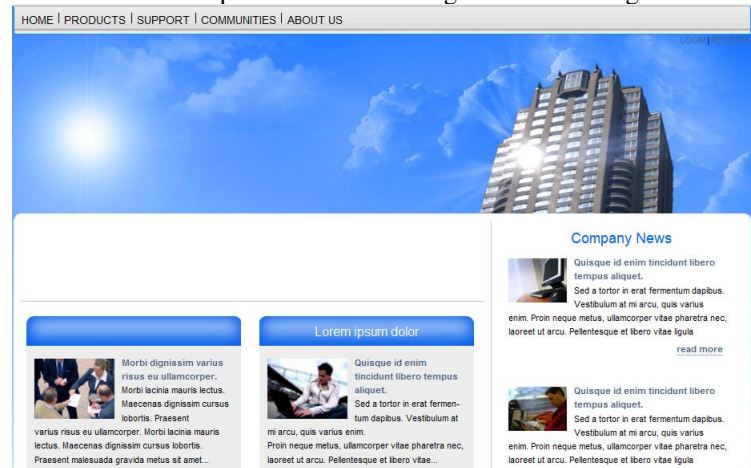 HOME | PRODUCTS | SUPPORT | COMMUNITIES | ABOUT US
LOGIN | REGISTER
Company News
Quisque id enim tincidunt libero
tempus aliquet.
Sed a tortor in erat fermentum dapibus.
Vestibulum at mi arcu, quis varius
enim. Proin neque metus, ullamcorper vitae pharetra nec,
laoreet ut arcu. Pellentesque et libero vitae ligula
read more
Quisque id enim tincidunt libero
tempus aliquet.
Sed a tortor in erat fermentum dapibus.
Vestibulum at mi arcu, quis varius
enim. Proin neque metus, ullamcorper vitae pharetra nec,
laoreet ut arcu. Pellentesque et libero vitae ligula
Morbi dignissim varius
risus eu ullamcorper.
Morbi lacinia mauris lectus.
Maecenas dignissim cursus
lobortis. Praesent
varius risus eu ullamcorper. Morbi lacinia mauris
lectus. Maecenas dignissim cursus lobortis.
Praesent malesuada gravida metus sit amet...
Lorem ipsum dolor
Quisque id enim
tincidunt libero tempus
aliquet.
Sed a tortor in erat fermen-
tum dapibus. Vestibulum at
mi arcu, quis varius enim.
Proin neque metus, ullamcorper vitae pharetra nec,
laoreet ut arcu. Pellentesque et libero vitae...